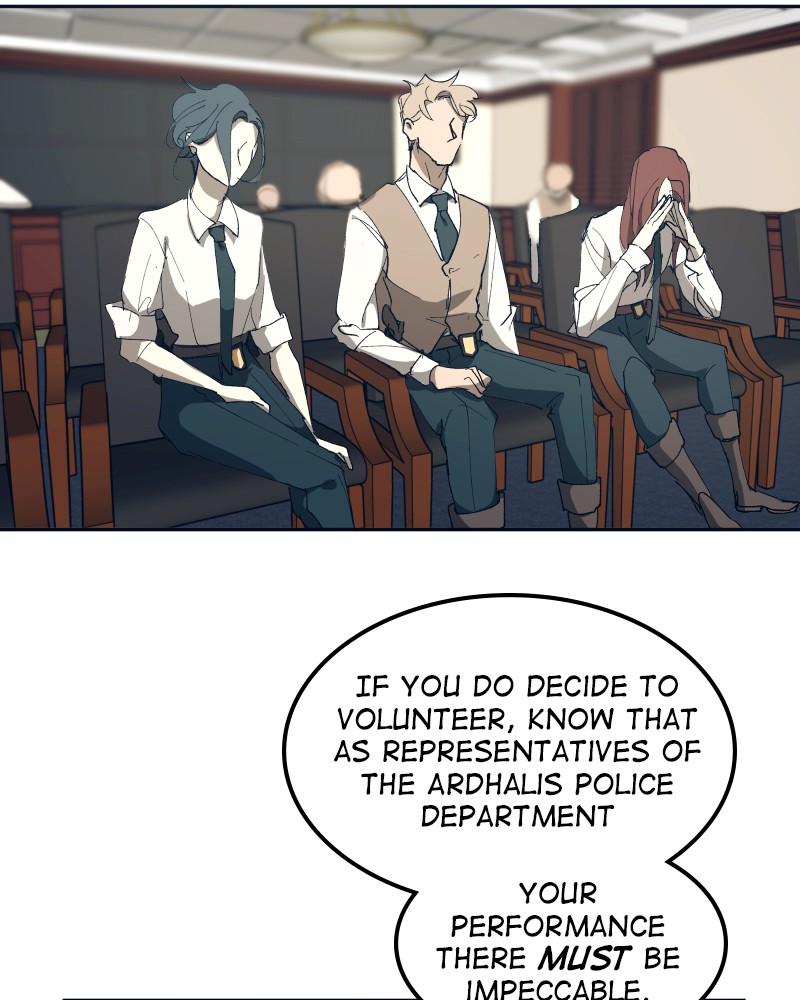 IF YOU DO DECIDE TO
VOLUNTEER, KNOW THAT
AS REPRESENTATIVES OF
THE ARDHALIS POLICE
DEPARTMENT
YOUR
PERFORMANCE
THERE MUST BE
IMPECCABLE.